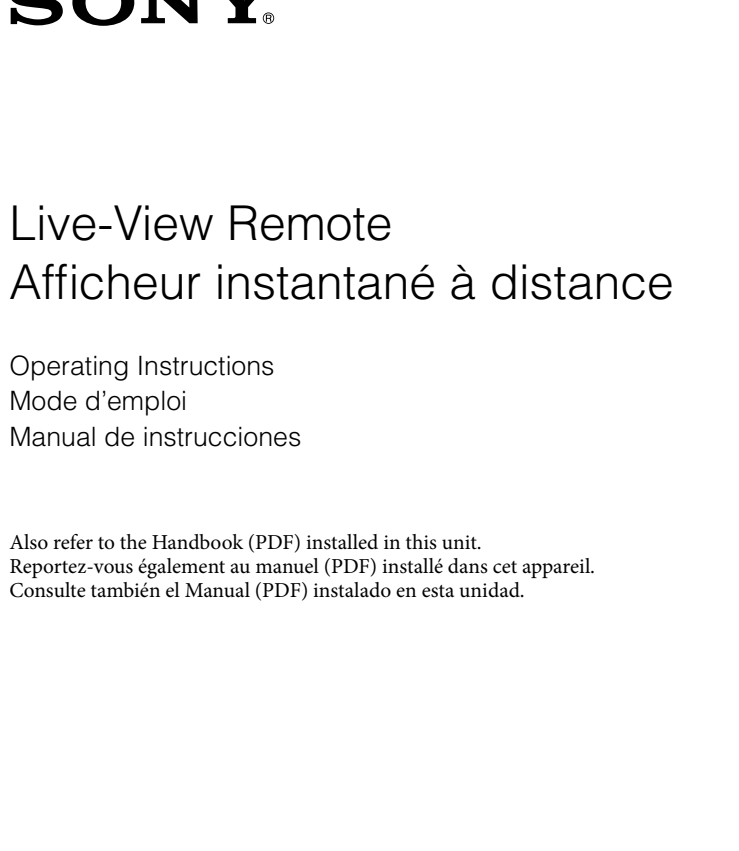 SONY®
Live-View Remote
Afficheur instantané à distance
Operating Instructions
Mode d'emploi
Manual de instrucciones
Also refer to the Handbook (PDF) installed in this unit.
Reportez-vous également au manuel (PDF) installé dans cet appareil.
Consulte también el Manual (PDF) instalado en esta unidad.